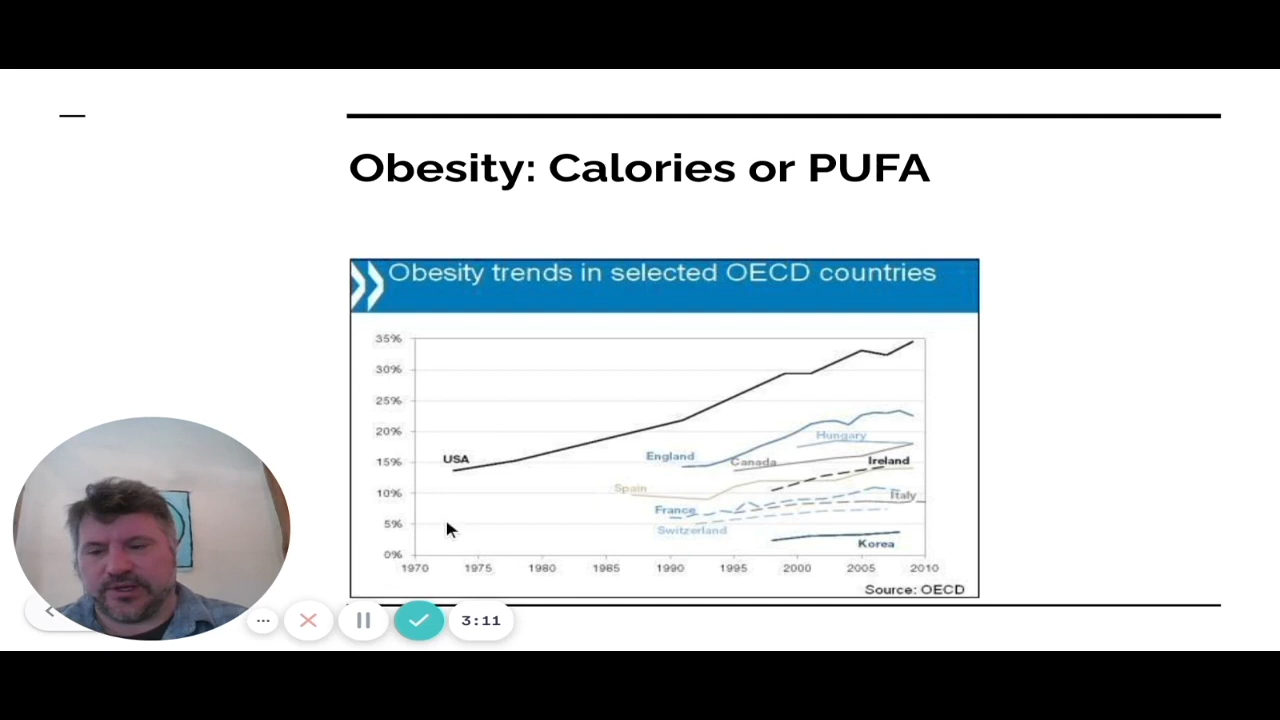 Obesity: Calories or PUFA
Obesity trends in selected OECD countries
35%
30%
25%
20%
15%
10%
5%
0%
USA
England
Hungary
Canada
Ireland
Spain
France
Italy
Switzerland
Korea
1970 1975 1980 1985 1990 1995 2000 2005 2010
Source: OECD
3:11